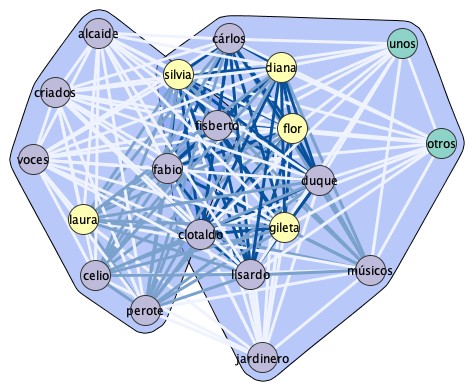 alcaide
cárlos
unos
silvia
diana
criados
fisberto
flor
otros
voces
fabio
duque
laura
clotaldo
gileta
celio
lisardo
músicos
perote
jardinero